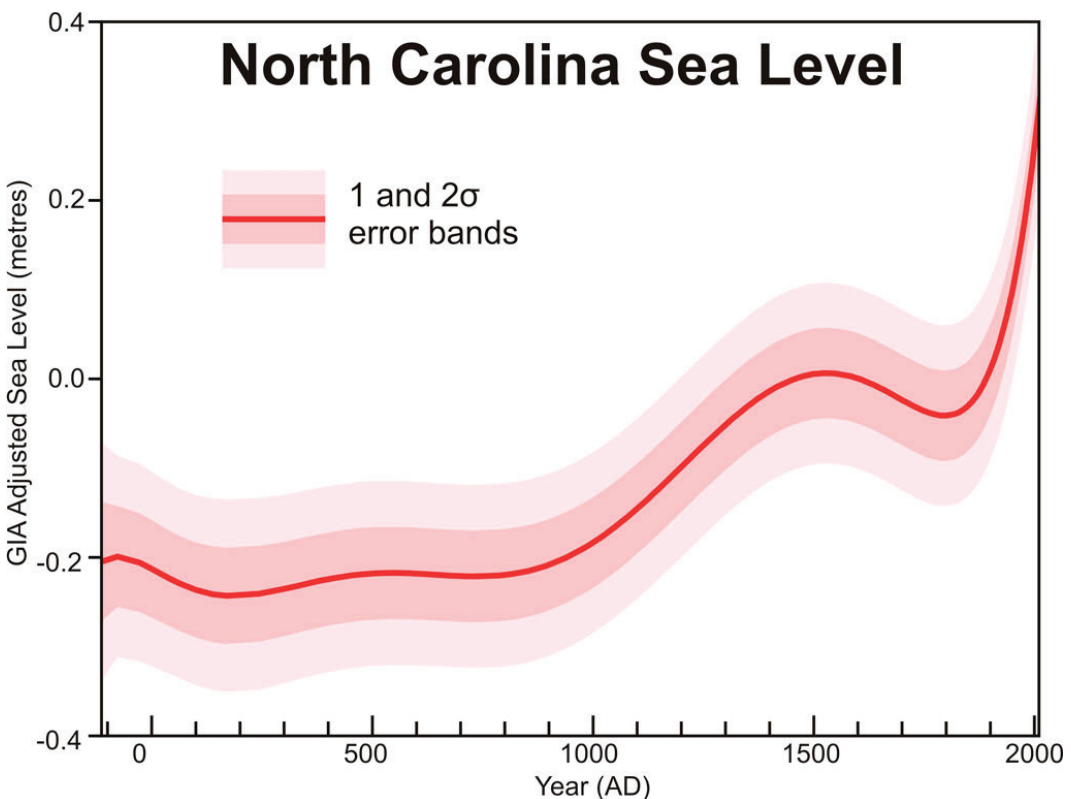 North Carolina Sea Level
1 and 2σ
error bands
GIA Adjusted Sea Level (metres)
0.4
0.2
0.0
-0.2
-0.4
0
500
1000
1500
2000
Year (AD)